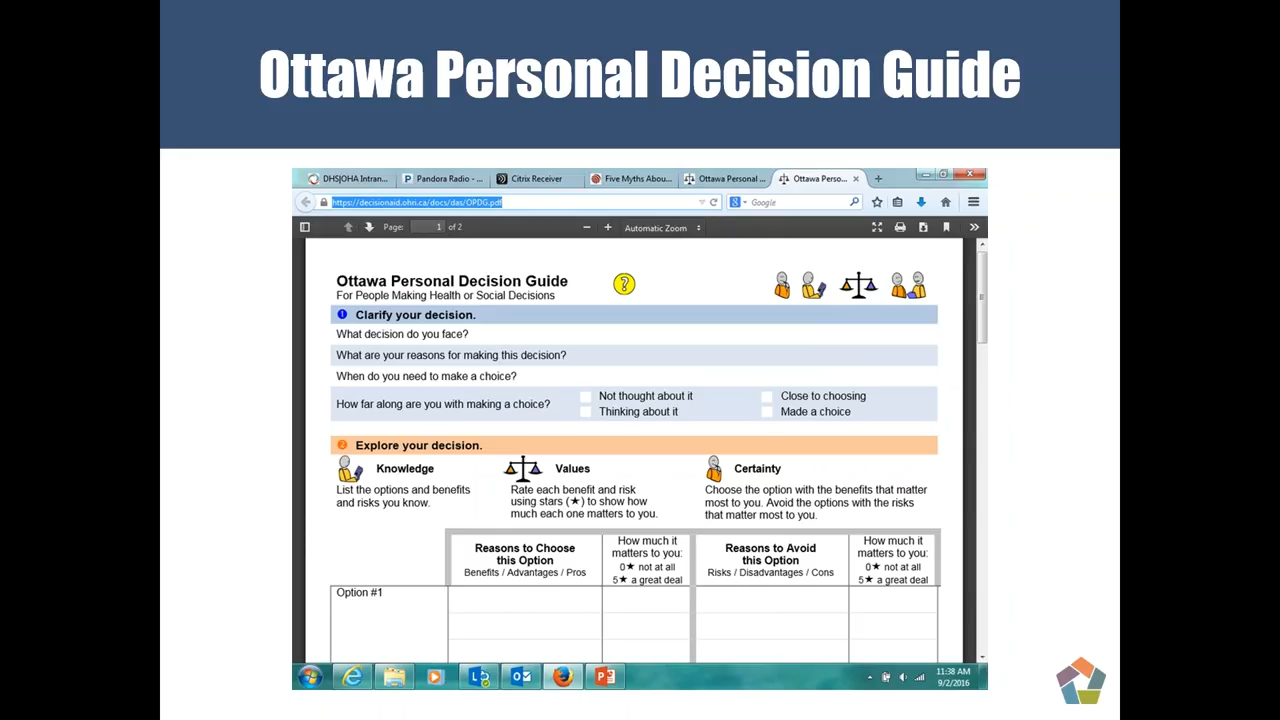 Ottawa Personal Decision Guide
DHS|OHA Intran...
Pandora Radio - ...
Citrix Receiver
Five Myths Abou...
Ottawa Personal ...
Ottawa Perso...
https://decisionaid.ohri.ca/docs/das/OPDG.pdf
Google
Page: 1 of 2
Automatic Zoom
Ottawa Personal Decision Guide
?
For People Making Health or Social Decisions
1 Clarify your decision.
What decision do you face?
What are your reasons for making this decision?
When do you need to make a choice?
How far along are you with making a choice?
Not thought about it
Close to choosing
Thinking about it
Made a choice
2 Explore your decision.
Knowledge
List the options and benefits
and risks you know.
Values
Rate each benefit and risk
using stars (★) to show how
much each one matters to you.
Certainty
Choose the option with the benefits that matter
most to you. Avoid the options with the risks
that matter most to you.
Reasons to Choose
this Option
Benefits / Advantages / Pros
How much it
matters to you:
0★ not at all
5★ a great deal
Reasons to Avoid
this Option
Risks / Disadvantages / Cons
How much it
matters to you:
0★ not at all
5★ a great deal
Option #1
11:38 AM
9/2/2016